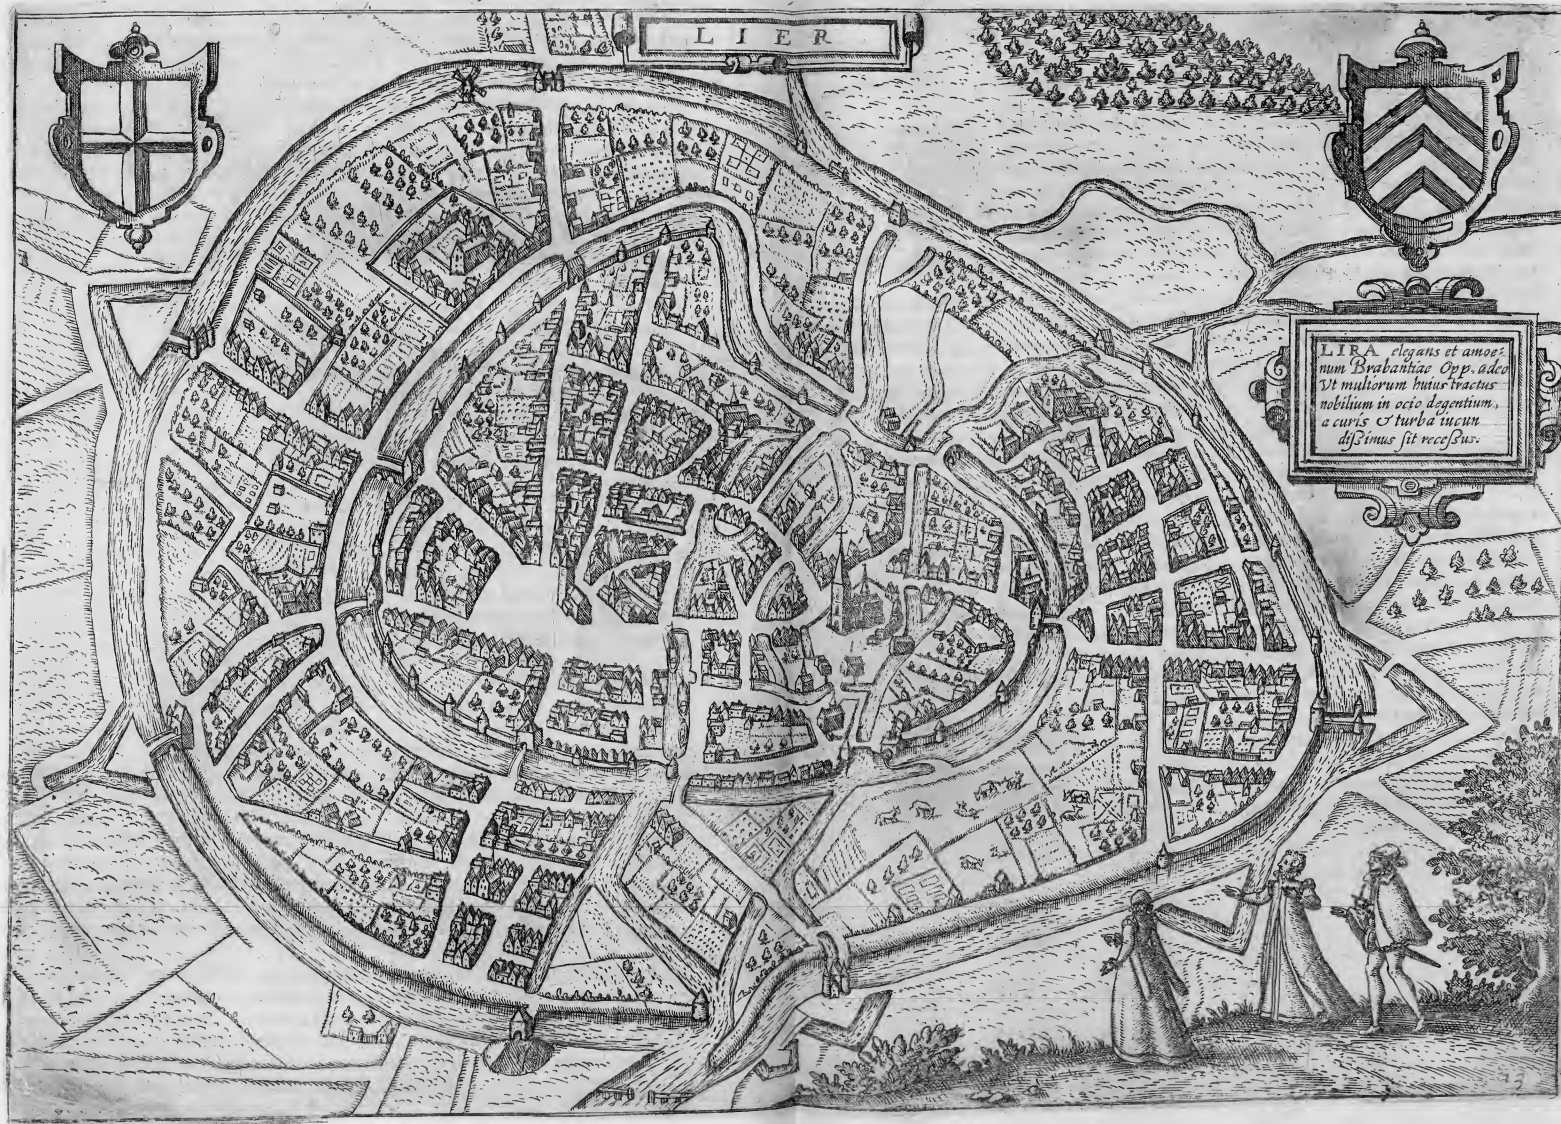 LIER
LIRA elegans et amoe⸗
num Brabantiae Opp. adeo
Vt multorum huius tractus
nobilium in ocio degentium,
a curis & turba iucun
dißimus sit receßus.